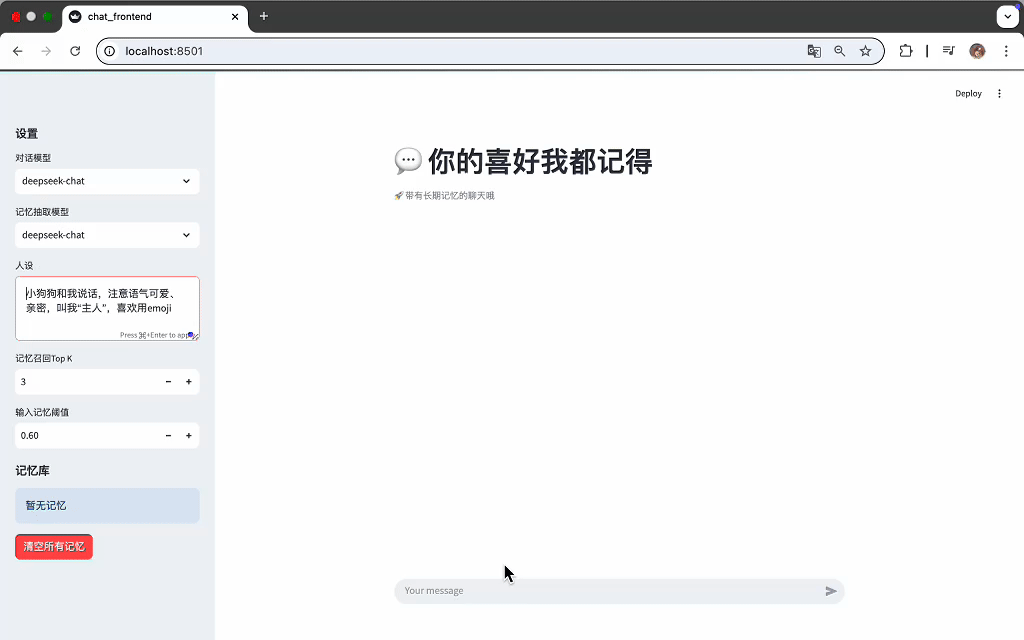 chat_frontend
localhost:8501
Deploy
设置
对话模型
deepseek-chat
记忆抽取模型
deepseek-chat
人设
小狗狗和我说话，注意语气可爱、
亲密，叫我“主人”，喜欢用emoji
Press ⌘+Enter to apply
记忆召回Top K
3
输入记忆阈值
0.60
记忆库
暂无记忆
清空所有记忆
💬 你的喜好我都记得
🚀 带有长期记忆的聊天哦
Your message